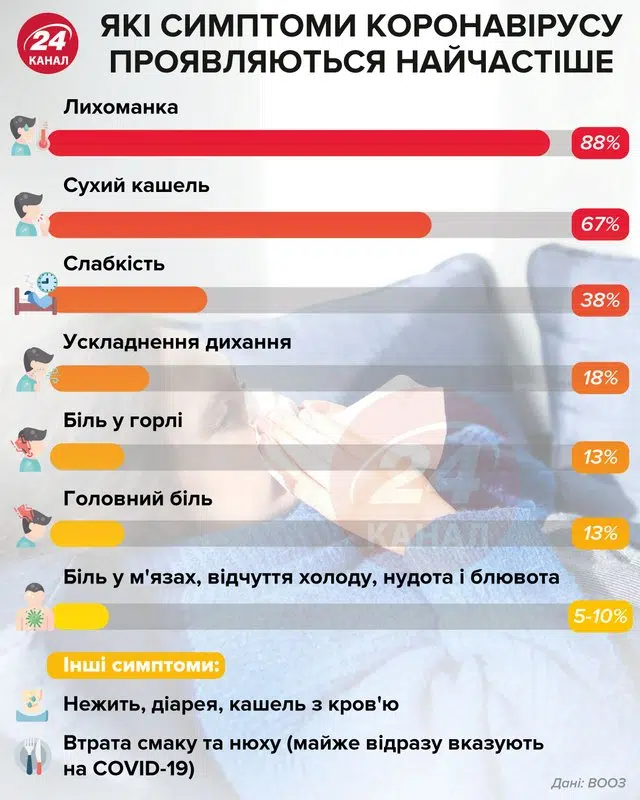 24
КАНАЛ
ЯКІ СИМПТОМИ КОРОНАВІРУСУ
ПРОЯВЛЯЮТЬСЯ НАЙЧАСТІШЕ
Лихоманка
88%
Сухий кашель
67%
Слабкість
38%
Ускладнення дихання
18%
Біль у горлі
13%
24
КАНАЛ
Головний біль
13%
Біль у м'язах, відчуття холоду, нудота і блювота
5-10%
Інші симптоми:
Нежить, діарея, кашель з кров'ю
Втрата смаку та нюху (майже відразу вказують
на COVID-19)
Дані: ВООЗ